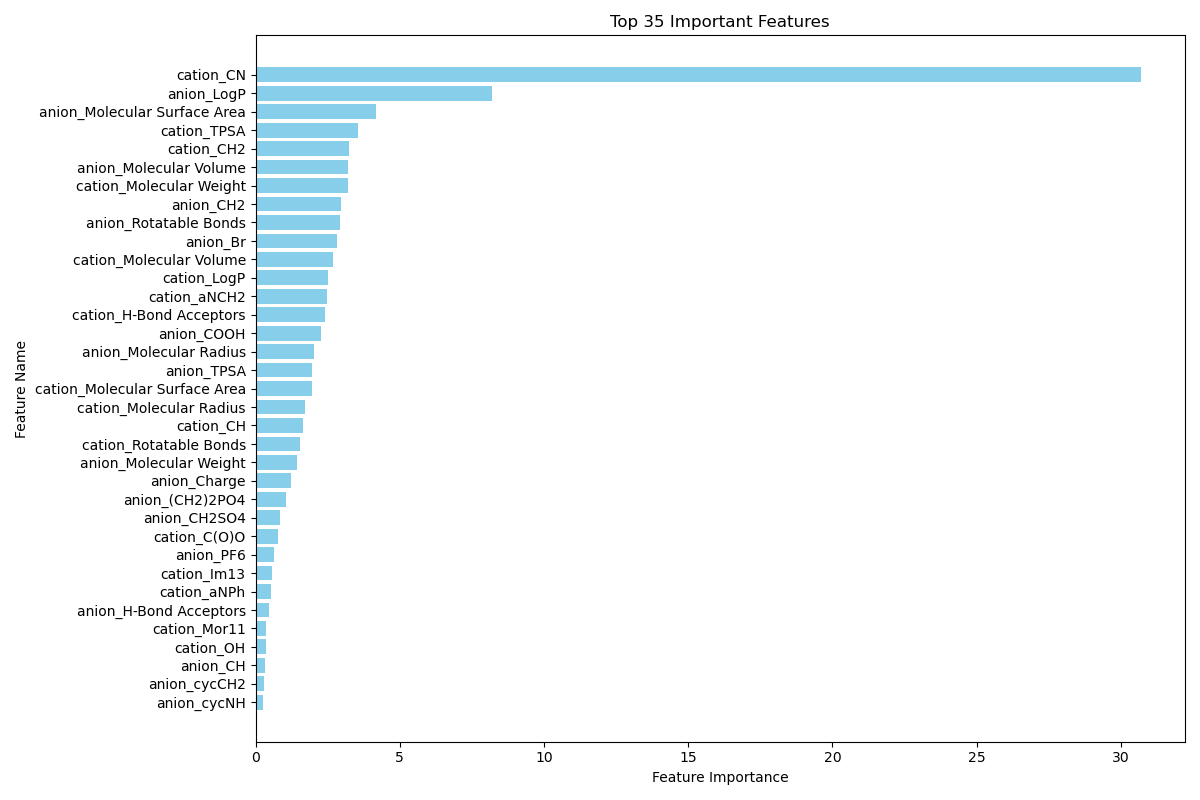 Top 35 Important Features
cation_CN
anion_LogP
anion_Molecular Surface Area
cation_TPSA
cation_CH2
anion_Molecular Volume
cation_Molecular Weight
anion_CH2
anion_Rotatable Bonds
anion_Br
cation_Molecular Volume
cation_LogP
cation_aNCH2
cation_H-Bond Acceptors
anion_COOH
anion_Molecular Radius
anion_TPSA
cation_Molecular Surface Area
cation_Molecular Radius
cation_CH
cation_Rotatable Bonds
anion_Molecular Weight
anion_Charge
anion_(CH2)2PO4
anion_CH2SO4
cation_C(O)O
anion_PF6
cation_Im13
cation_aNPh
anion_H-Bond Acceptors
cation_Mor11
cation_OH
anion_CH
anion_cycCH2
anion_cycNH
Feature Name
0 5 10 15 20 25 30
Feature Importance